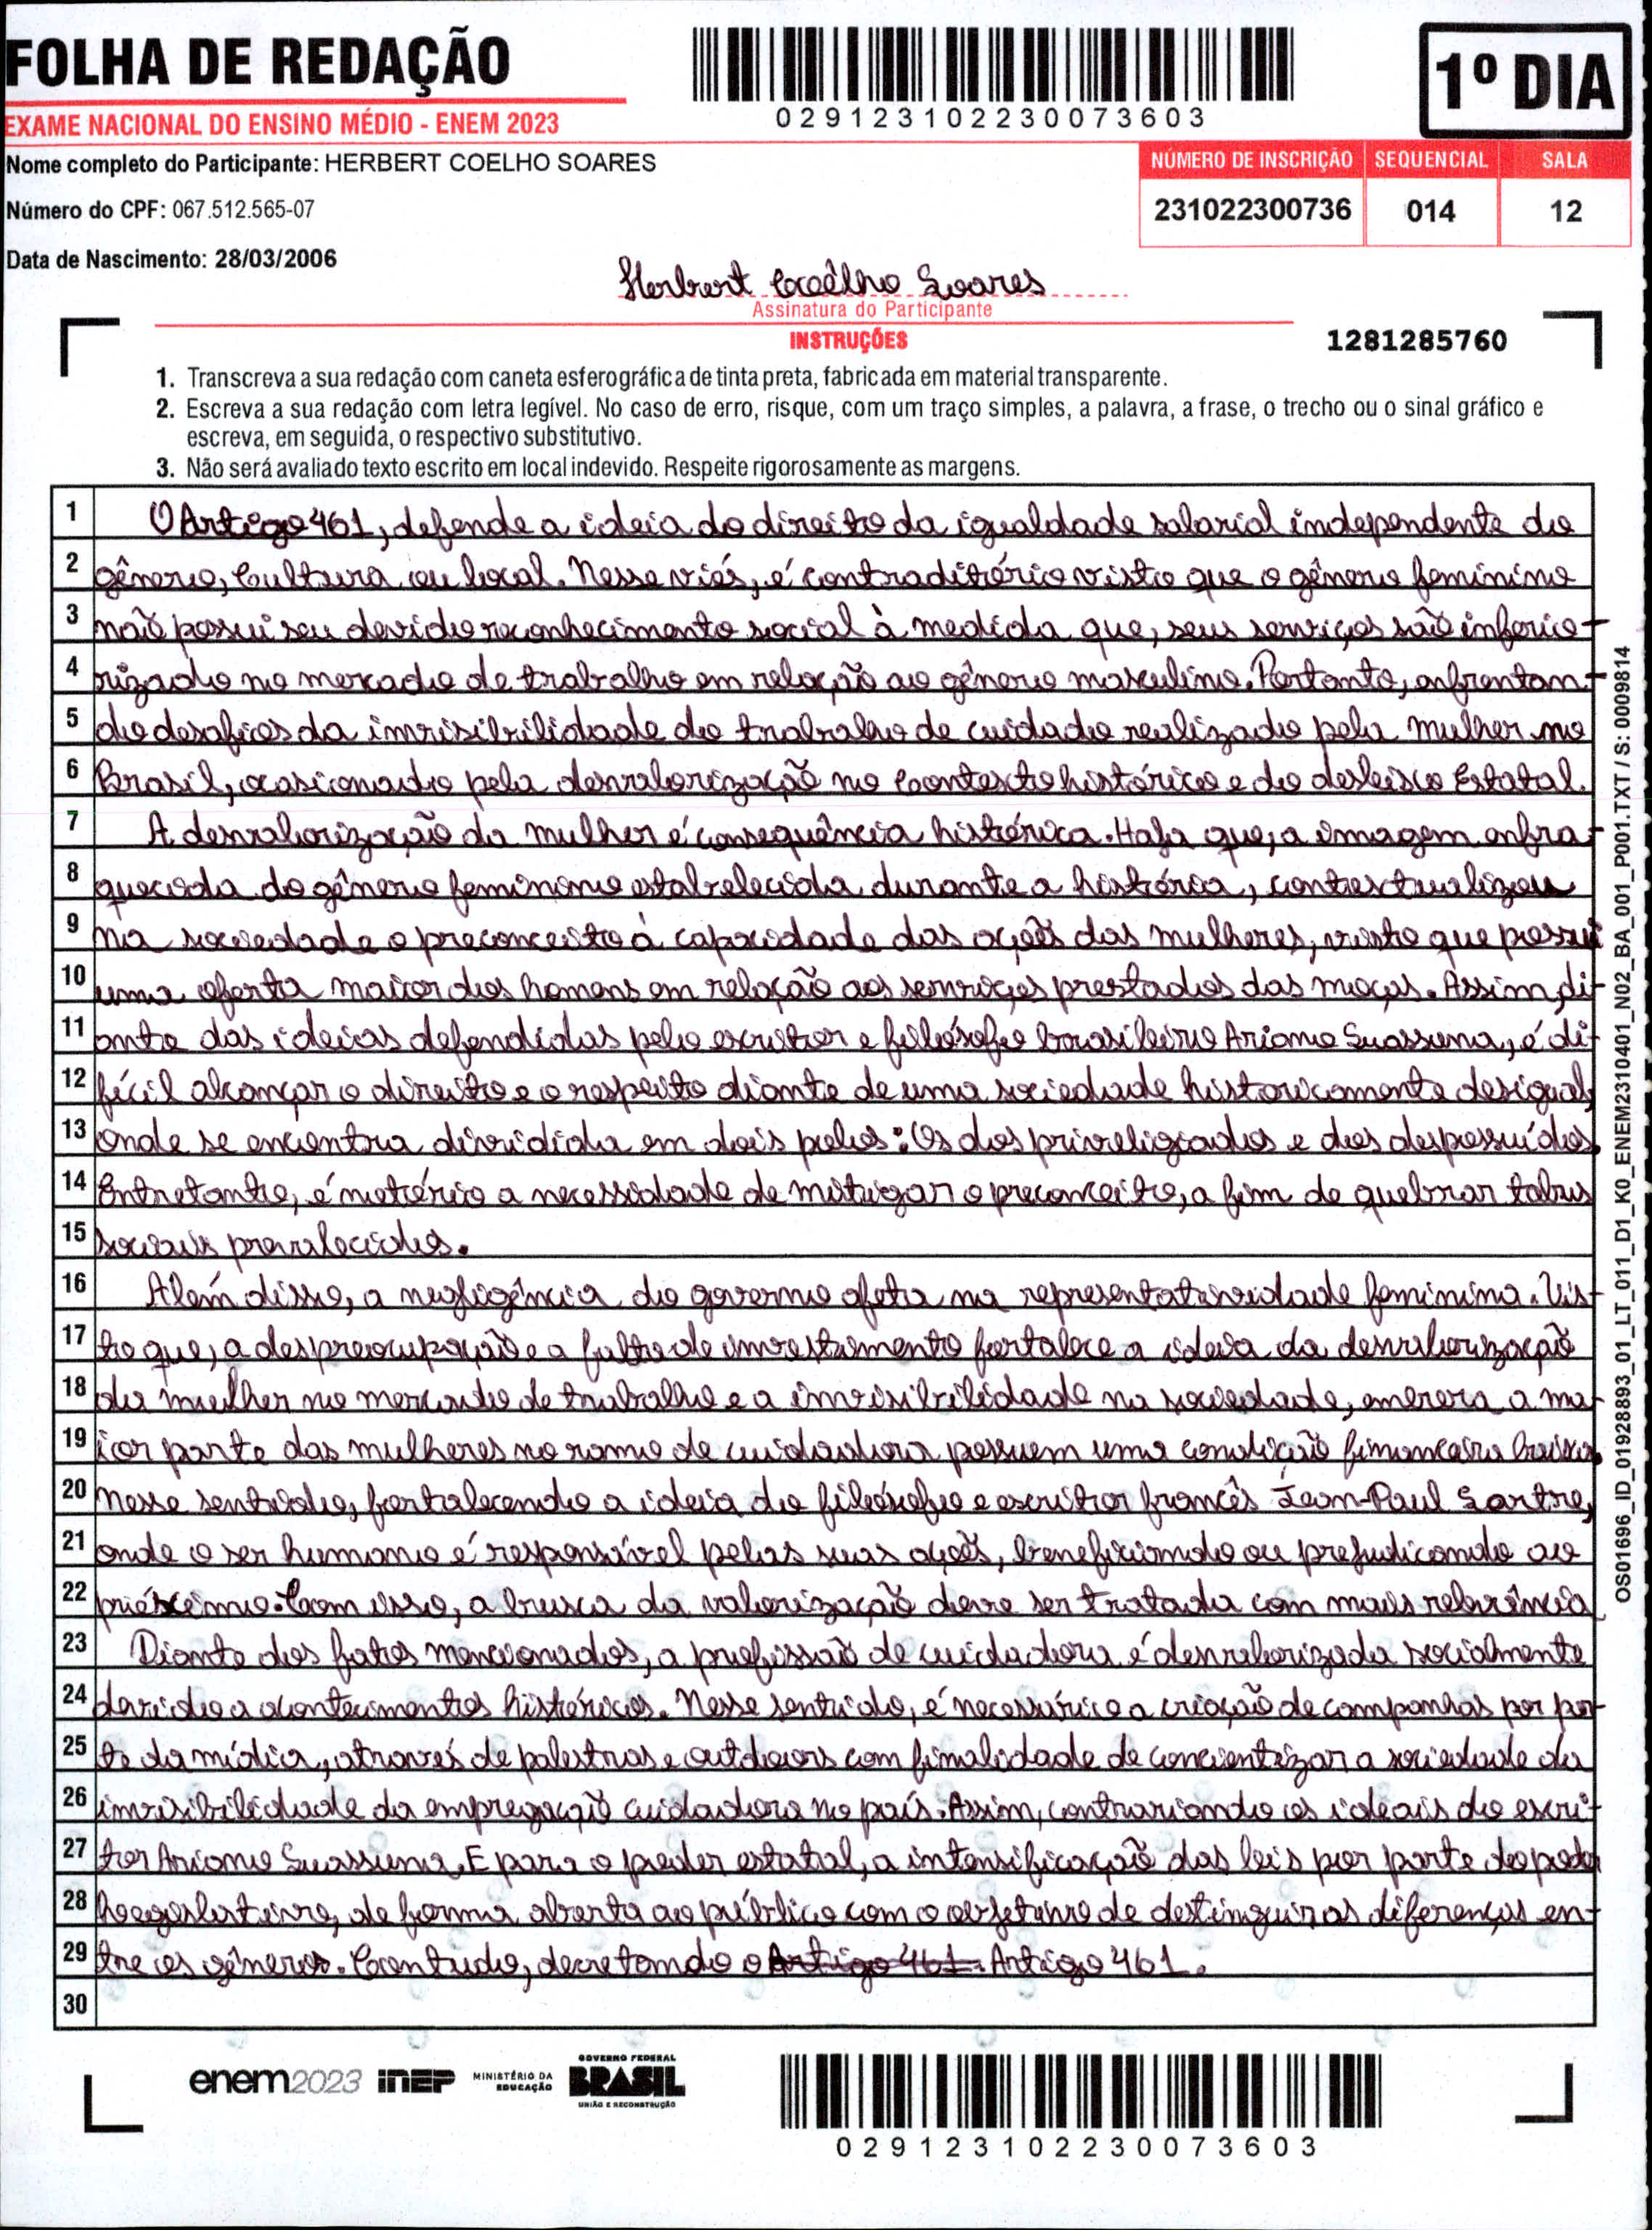 FOLHA DE REDAÇÃO
EXAME NACIONAL DO ENSINO MÉDIO - ENEM 2023
029123102230073603
1º DIA
Nome completo do Participante: HERBERT COELHO SOARES
Número do CPF: 067.512.565-07
Data de Nascimento: 28/03/2006
NÚMERO DE INSCRIÇÃO SEQUENCIAL SALA
231022300736 014 12
Herbert Coelho Soares
Assinatura do Participante
INSTRUÇÕES
1281285760
1. Transcreva a sua redação com caneta esferográfica de tinta preta, fabricada em material transparente.
2. Escreva a sua redação com letra legível. No caso de erro, risque, com um traço simples, a palavra, a frase, o trecho ou o sinal gráfico e
escreva, em seguida, o respectivo substitutivo.
3. Não será avaliado texto escrito em local indevido. Respeite rigorosamente as margens.
1 O Artigo 461, defende a ideia do direito da igualdade salarial independente do
2 gênero, cultura ou local. Nesse viés, é contraditório visto que o gênero feminino
3 não possui seu devido reconhecimento social à medida que, seus serviços são inferio-
4 rizado no mercado de trabalho em relação ao gênero masculino. Portanto, enfrentan-
5 do desafios da invisibilidade do trabalho de cuidado realizado pela mulher no
6 Brasil, ocasionado pela desvalorização no contexto histórico e do desleixo Estatal.
7 A desvalorização da mulher é consequência histórica. Haja que, a imagem enfra-
8 quecida do gênero feminino estabelecida durante a história, contextualizou
9 na sociedade o preconceito à capacidade das ações das mulheres, visto que possui
10 uma oferta maior dos homens em relação aos serviços prestados das moças. Assim, di-
11 ante das ideias defendidas pelo escritor e filósofo brasileiro Ariano Suassuna, é di-
12 fícil alcançar o direito e o respeito diante de uma sociedade historicamente desigual,
13 onde se encontra dividida em dois polos: Os dos priveligiados e dos despossuídos.
14 Entretanto, é notório a necessidade de mitigar o preconceito, a fim de quebrar tabus
15 sociais prevalecidos.
16 Além disso, a negligência do governo afeta na representatividade feminina. Vis-
17 to que, a despreocupação e a falta de investimento fortalece a ideia da desvalorização
18 da mulher no mercado de trabalho e a invisibilidade na sociedade, a ma-
19 ior parte das mulheres no ramo de cuidadora possuem uma condição financeira baixa,
20 nesse sentido, fortalecendo a ideia do filósofo e escritor francês Jean-Paul Sartre,
21 onde o ser humano é responsável pelas suas ações, beneficiando ou prejudicando ao
22 próximo. Com isso, a busca da valorização deve ser tratada com mais relevência
23 Diante dos fatos mencionados, a profissão de cuidadora é desvalorizada socialmente
24 devido a acontecimentos históricos. Nesse sentido, é necessário a criação de campanhas por par-
25 te da mídia, através de palestras e outdoors com finalidade de concientizar a sociedade da
26 invisibilidade da empregação cuidadora no país. Assim, contrariando os ideais do escri-
27 tor Ariano Suassuna. E para o poder estatal, a intensificação das leis por parte do poder
28 de forma aberta ao público com o objetivo de destinguir as diferenças en-
29 tre os gêneros. Contudo, decretando o Artigo 461. Artigo 461.
30
enem2023 inep MINISTÉRIO DA EDUCAÇÃO GOVERNO FEDERAL BRASIL UNIÃO E RECONSTRUÇÃO
029123102230073603
OS01696_ID_01928893_01_LT_011_D1_K0_ENEM2310401_N02_BA_001_P001.TXT / S: 0009814